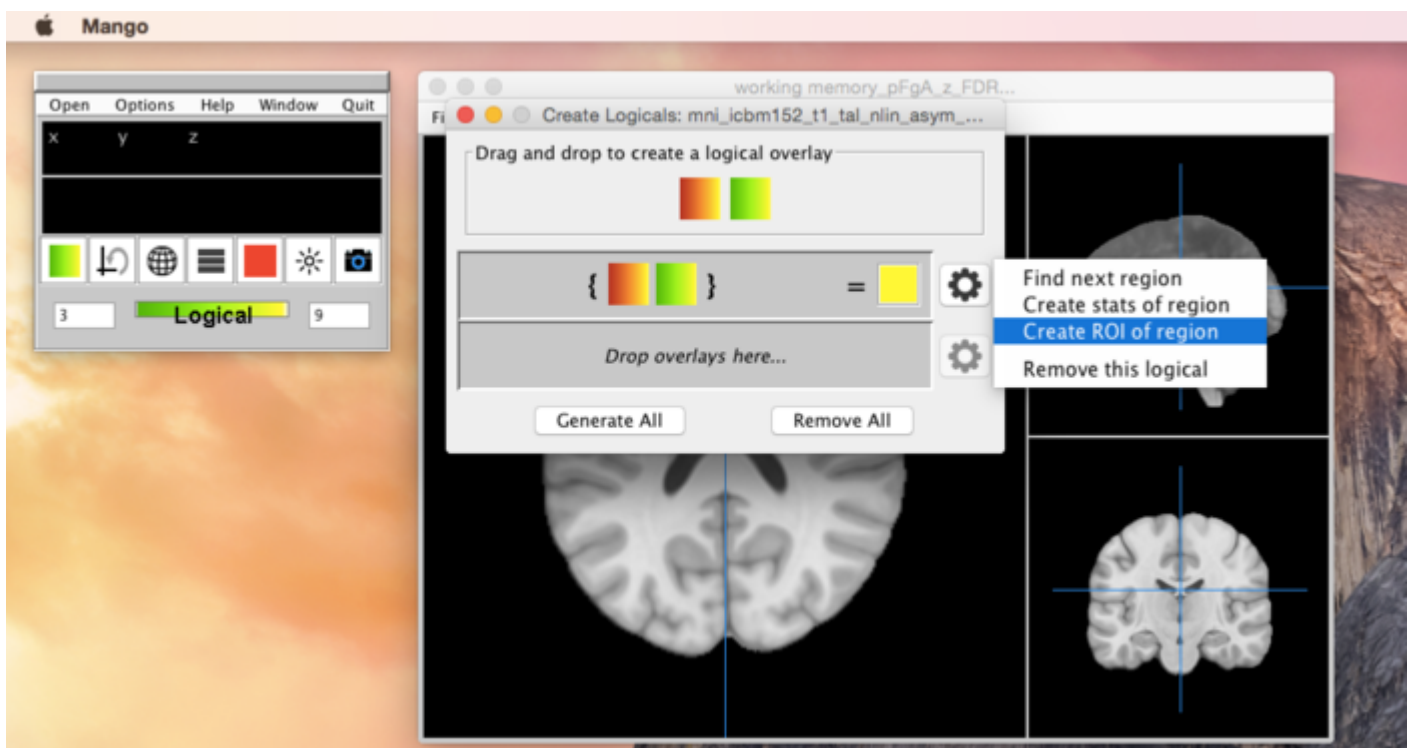 Mango
Open Options Help Window Quit
x y z
3 Logical 9
working memory_pFgA_z_FDR...
Fi
Create Logicals: mni_icbm152_t1_tal_nlin_asym_...
Drag and drop to create a logical overlay
{ } =
Drop overlays here...
Generate All Remove All
Find next region
Create stats of region
Create ROI of region
Remove this logical